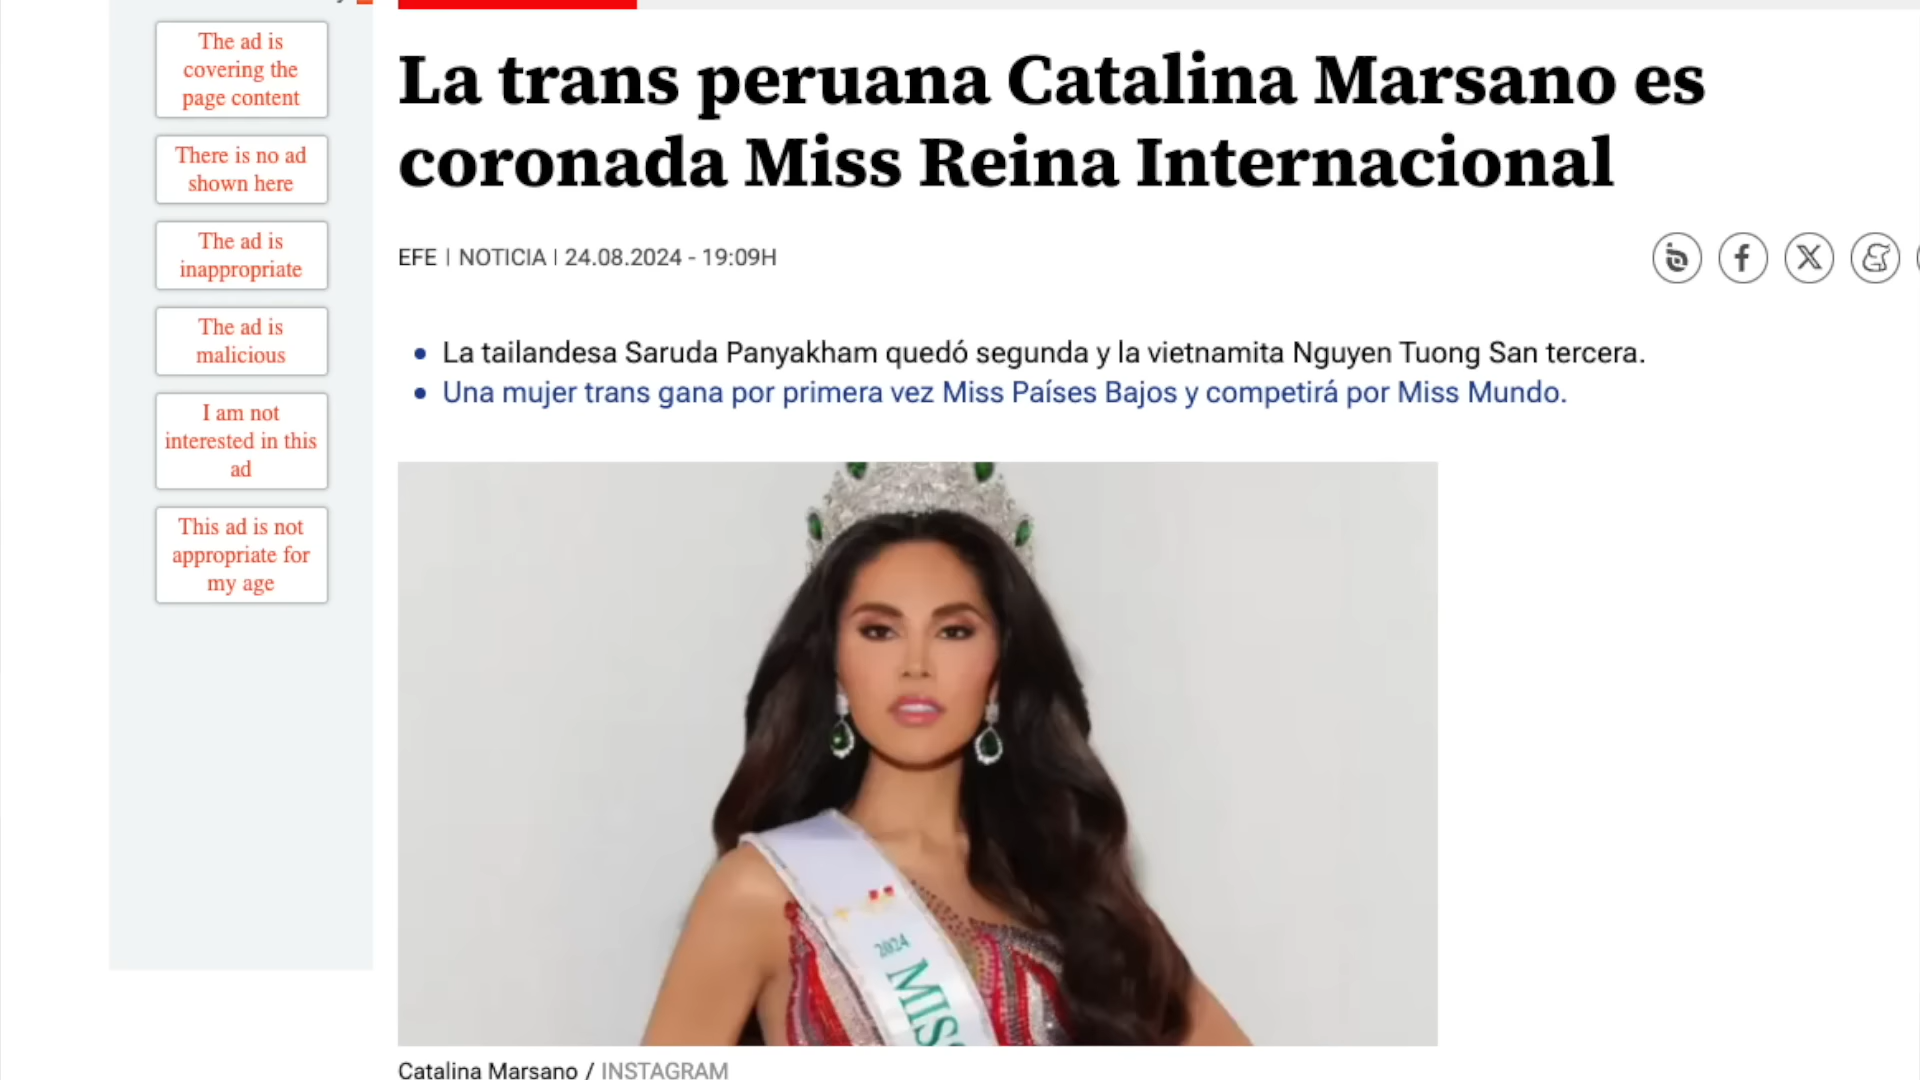 The ad is
covering the
page content
There is no ad
shown here
The ad is
inappropriate
The ad is
malicious
I am not
interested in this
ad
This ad is not
appropriate for
my age
La trans peruana Catalina Marsano es
coronada Miss Reina Internacional
EFE | NOTICIA | 24.08.2024 - 19:09H
La tailandesa Saruda Panyakham quedó segunda y la vietnamita Nguyen Tuong San tercera.
Una mujer trans gana por primera vez Miss Países Bajos y competirá por Miss Mundo.
2024
MISS
Catalina Marsano / INSTAGRAM